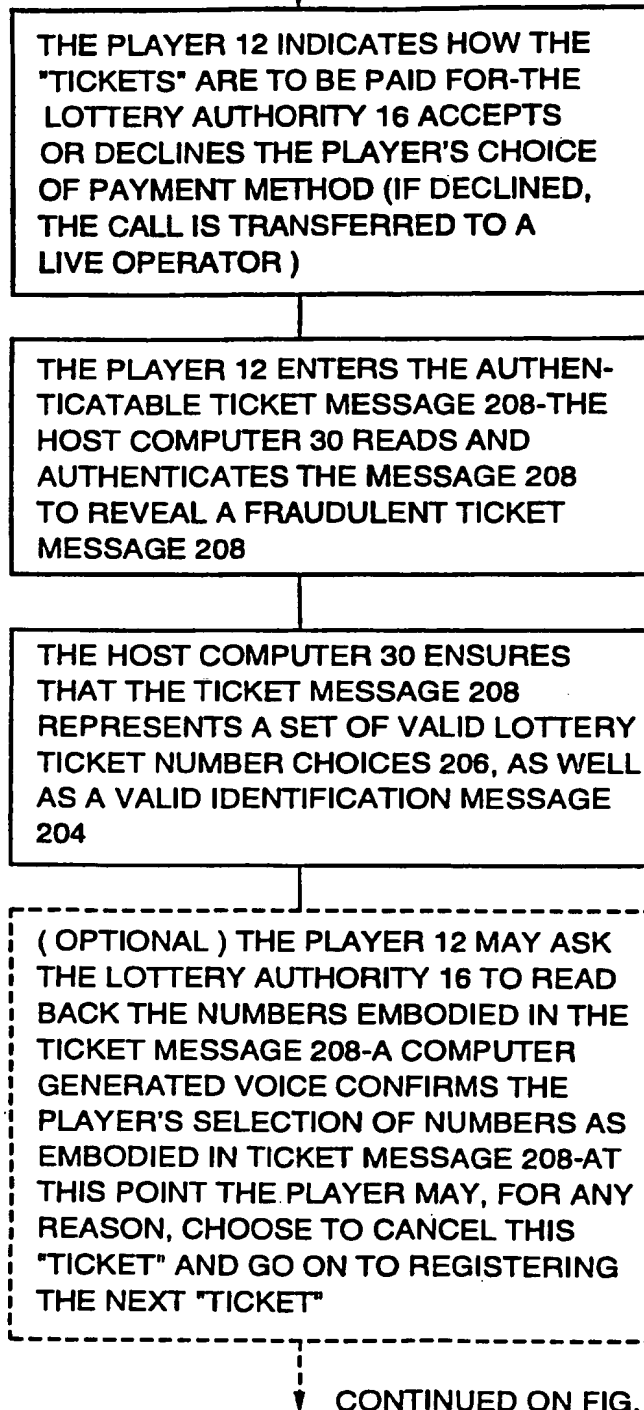 THE PLAYER 12 INDICATES HOW THE
"TICKETS" ARE TO BE PAID FOR-THE
LOTTERY AUTHORITY 16 ACCEPTS
OR DECLINES THE PLAYER'S CHOICE
OF PAYMENT METHOD (IF DECLINED,
THE CALL IS TRANSFERRED TO A
LIVE OPERATOR )
THE PLAYER 12 ENTERS THE AUTHEN-
TICATABLE TICKET MESSAGE 208-THE
HOST COMPUTER 30 READS AND
AUTHENTICATES THE MESSAGE 208
TO REVEAL A FRAUDULENT TICKET
MESSAGE 208
THE HOST COMPUTER 30 ENSURES
THAT THE TICKET MESSAGE 208
REPRESENTS A SET OF VALID LOTTERY
TICKET NUMBER CHOICES 206, AS WELL
AS A VALID IDENTIFICATION MESSAGE
204
( OPTIONAL ) THE PLAYER 12 MAY ASK
THE LOTTERY AUTHORITY 16 TO READ
BACK THE NUMBERS EMBODIED IN THE
TICKET MESSAGE 208-A COMPUTER
GENERATED VOICE CONFIRMS THE
PLAYER'S SELECTION OF NUMBERS AS
EMBODIED IN TICKET MESSAGE 208-AT
THIS POINT THE PLAYER MAY, FOR ANY
REASON, CHOOSE TO CANCEL THIS
"TICKET" AND GO ON TO REGISTERING
THE NEXT "TICKET"
CONTINUED ON FIG.